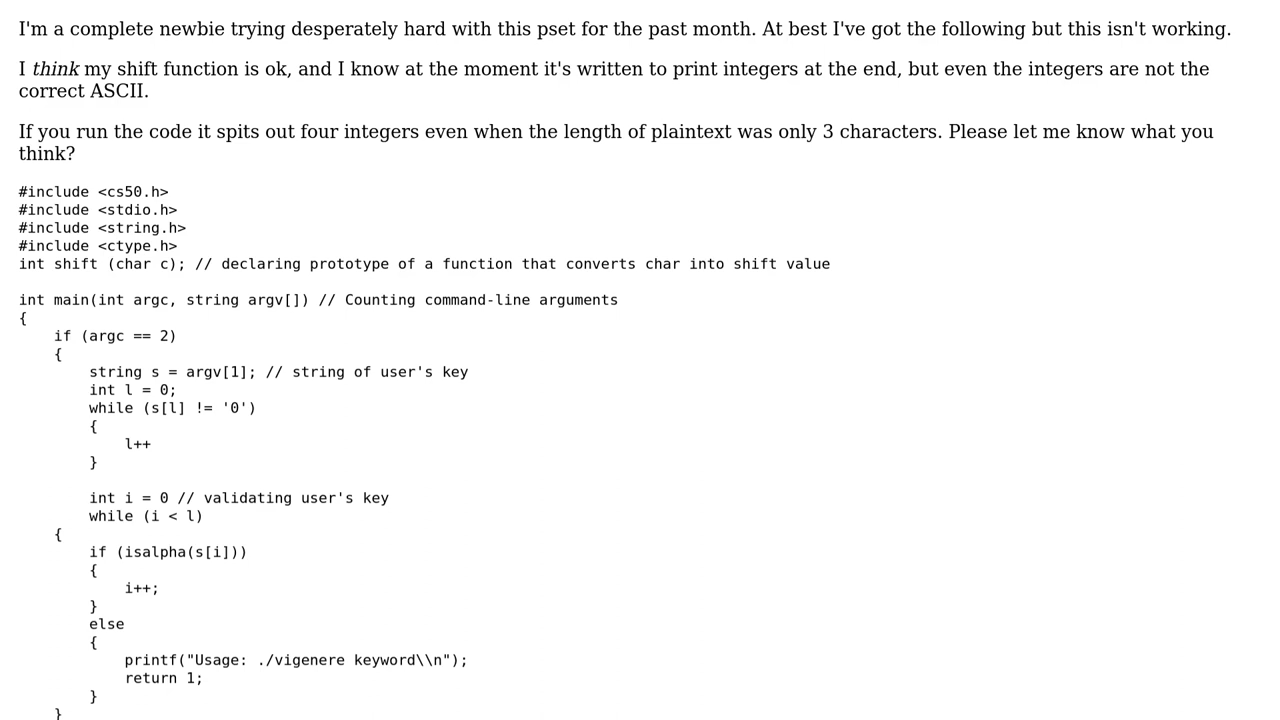 I'm a complete newbie trying desperately hard with this pset for the past month. At best I've got the following but this isn't working.
I think my shift function is ok, and I know at the moment it's written to print integers at the end, but even the integers are not the
correct ASCII.
If you run the code it spits out four integers even when the length of plaintext was only 3 characters. Please let me know what you
think?
#include <cs50.h>
#include <stdio.h>
#include <string.h>
#include <ctype.h>
int shift (char c); // declaring prototype of a function that converts char into shift value
int main(int argc, string argv[]) // Counting command-line arguments
{
    if (argc == 2)
    {
        string s = argv[1]; // string of user's key
        int l = 0;
        while (s[l] != '0')
        {
            l++
        }
        int i = 0 // validating user's key
        while (i < l)
    {
        if (isalpha(s[i]))
        {
            i++;
        }
        else
        {
            printf("Usage: ./vigenere keyword\\n");
            return 1;
        }
    }